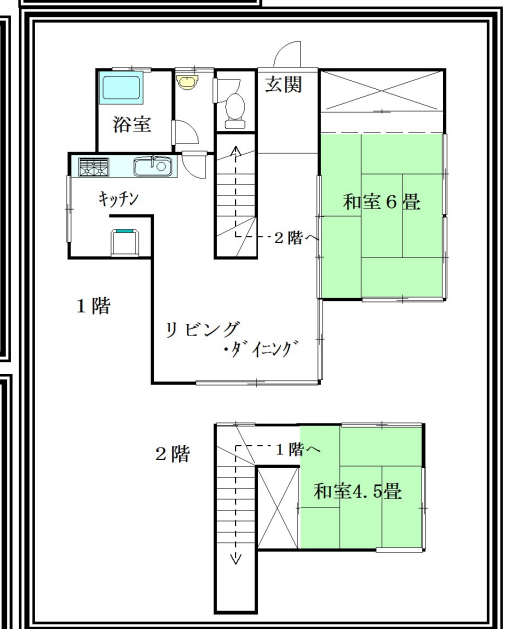 玄関
浴室
キッチン
和室６畳
２階へ
１階
リビング
・ダイニング
２階
１階へ
和室4.5畳